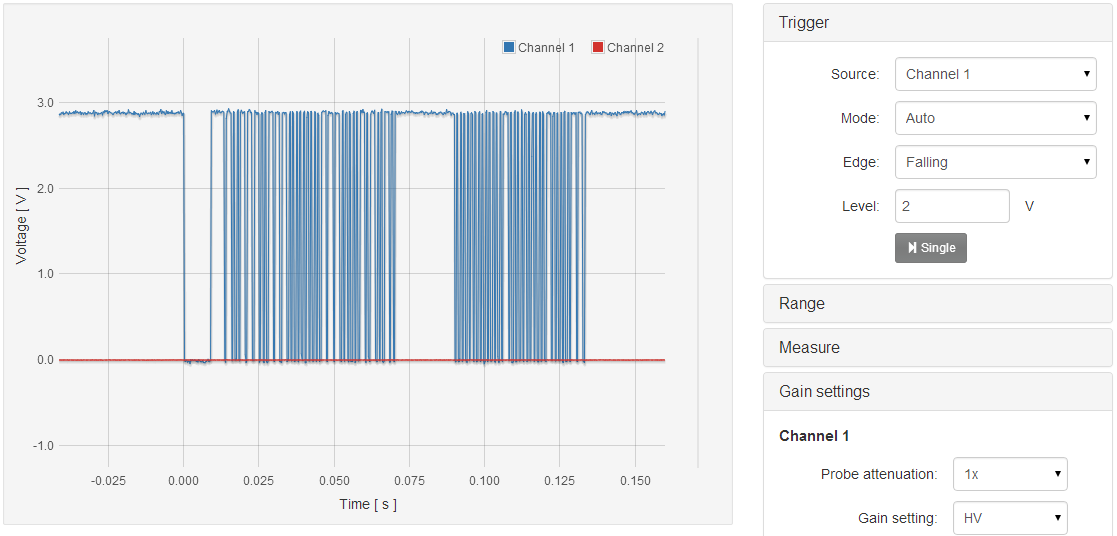 Channel 1 Channel 2
3.0
2.0
1.0
0.0
-1.0
Voltage [ V ]
-0.025 0.000 0.025 0.050 0.075 0.100 0.125 0.150
Time [ s ]
Trigger
Source: Channel 1
Mode: Auto
Edge: Falling
Level: 2 V
Single
Range
Measure
Gain settings
Channel 1
Probe attenuation: 1x
Gain setting: HV